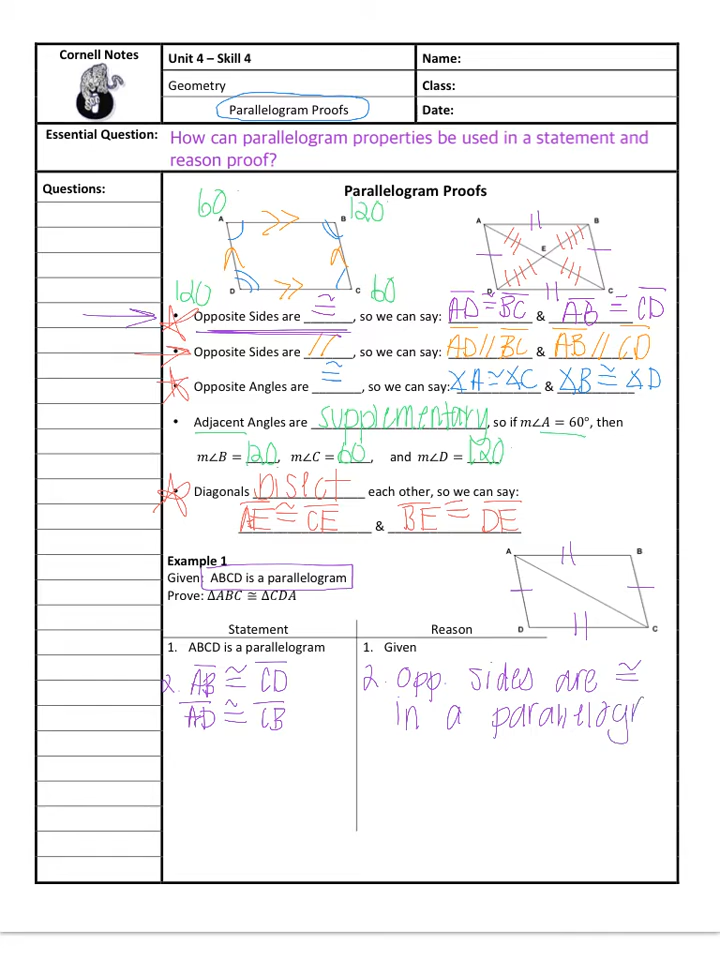 Cornell Notes
Unit 4 – Skill 4
Name:
Geometry
Class:
Parallelogram Proofs
Date:
Essential Question:
How can parallelogram properties be used in a statement and
reason proof?
Questions:
Parallelogram Proofs
60
A
B
120
120
D
C
60
A
B
E
D
C
• Opposite Sides are ≅, so we can say: AD ≅ BC & AB ≅ CD
• Opposite Sides are //, so we can say: AD // BC & AB // CD
• Opposite Angles are ≅, so we can say: ∡A ≅ ∡C & ∡B ≅ ∡D
• Adjacent Angles are supplementary, so if m∠A = 60°, then
m∠B = 120, m∠C = 60, and m∠D = 120
• Diagonals bisect each other, so we can say:
AE ≅ CE & BE ≅ DE
Example 1
Given: ABCD is a parallelogram
Prove: ΔABC ≅ ΔCDA
A
B
D
C
Statement
Reason
1. ABCD is a parallelogram
1. Given
2. AB ≅ CD
AD ≅ CB
2. Opp. sides are ≅
in a parallelogr